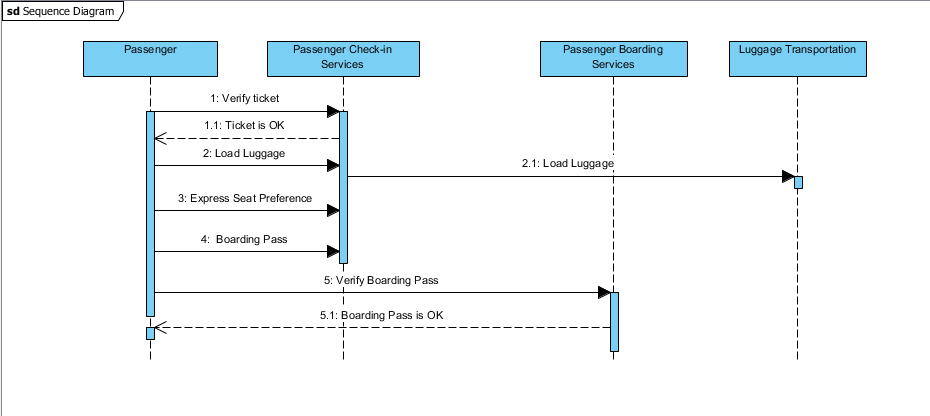 sd Sequence Diagram
Passenger
Passenger Check-in
Services
Passenger Boarding
Services
Luggage Transportation
1: Verify ticket
1.1: Ticket is OK
2: Load Luggage
2.1: Load Luggage
3: Express Seat Preference
4: Boarding Pass
5: Verify Boarding Pass
5.1: Boarding Pass is OK